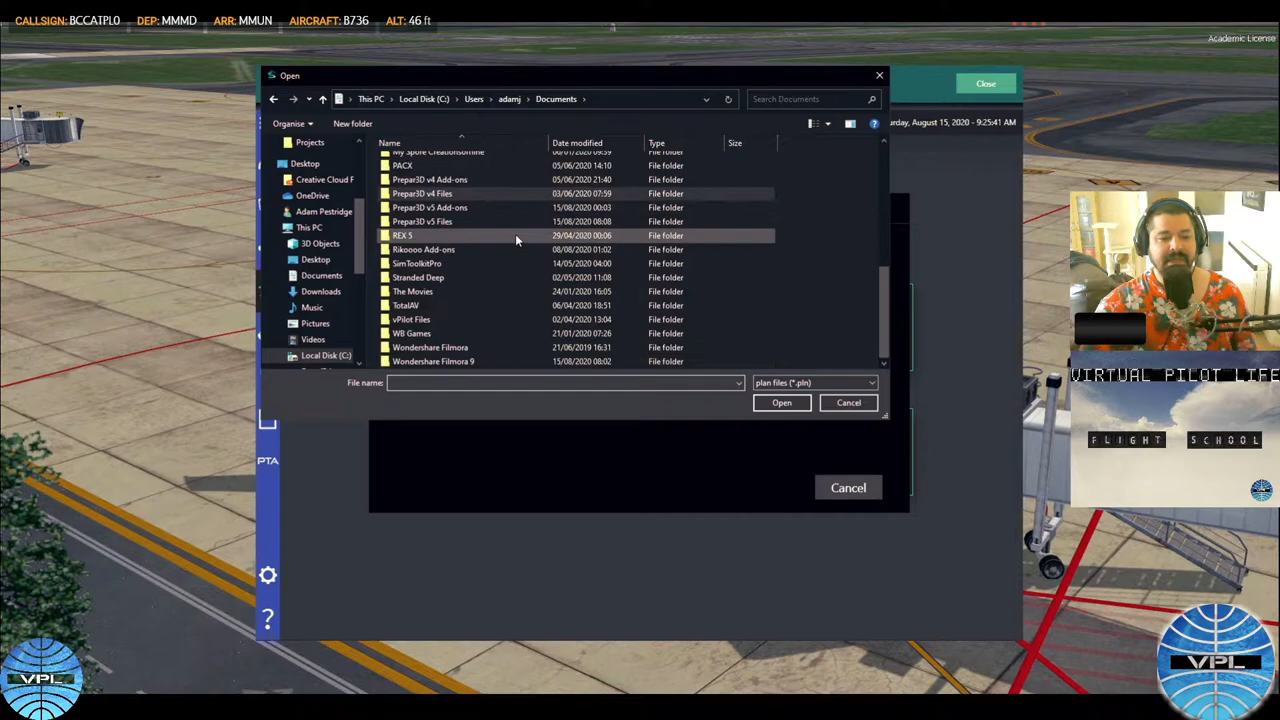 CALLSIGN: BCCATPL0 DEP: MMMD ARR: MMUN AIRCRAFT: B736 ALT: 46 ft
Academic License
Open
Close
This PC > Local Disk (C:) > Users > adamj > Documents >
Search Documents
urday, August 15, 2020, 9:25:41 AM
Organise
New folder
Name Date modified Type Size
Projects
Desktop
Creative Cloud F
OneDrive
Adam Pestridge
This PC
3D Objects
Desktop
Documents
Downloads
Music
Pictures
Videos
Local Disk (C:)
File folder
PACX 05/06/2020 14:10 File folder
Prepar3D v4 Add-ons 05/06/2020 21:40 File folder
Prepar3D v4 Files 03/06/2020 07:59 File folder
Prepar3D v5 Add-ons 15/08/2020 00:03 File folder
Prepar3D v5 Files 15/08/2020 08:08 File folder
REX 5 29/04/2020 00:06 File folder
Rikoooo Add-ons 08/08/2020 01:02 File folder
SimToolkitPro 14/05/2020 04:00 File folder
Stranded Deep 02/05/2020 11:08 File folder
The Movies 24/01/2020 16:05 File folder
TotalAV 06/04/2020 18:51 File folder
vPilot Files 02/04/2020 13:04 File folder
WB Games 21/01/2020 07:26 File folder
Wondershare Filmora 21/06/2019 16:31 File folder
Wondershare Filmora 9 15/08/2020 08:02 File folder
File name:
plan files (*.pln)
Open
Cancel
PTA
Cancel
?
VIRTUAL PILOT LIFE
FLIGHT SCHOOL
VPL
VPL